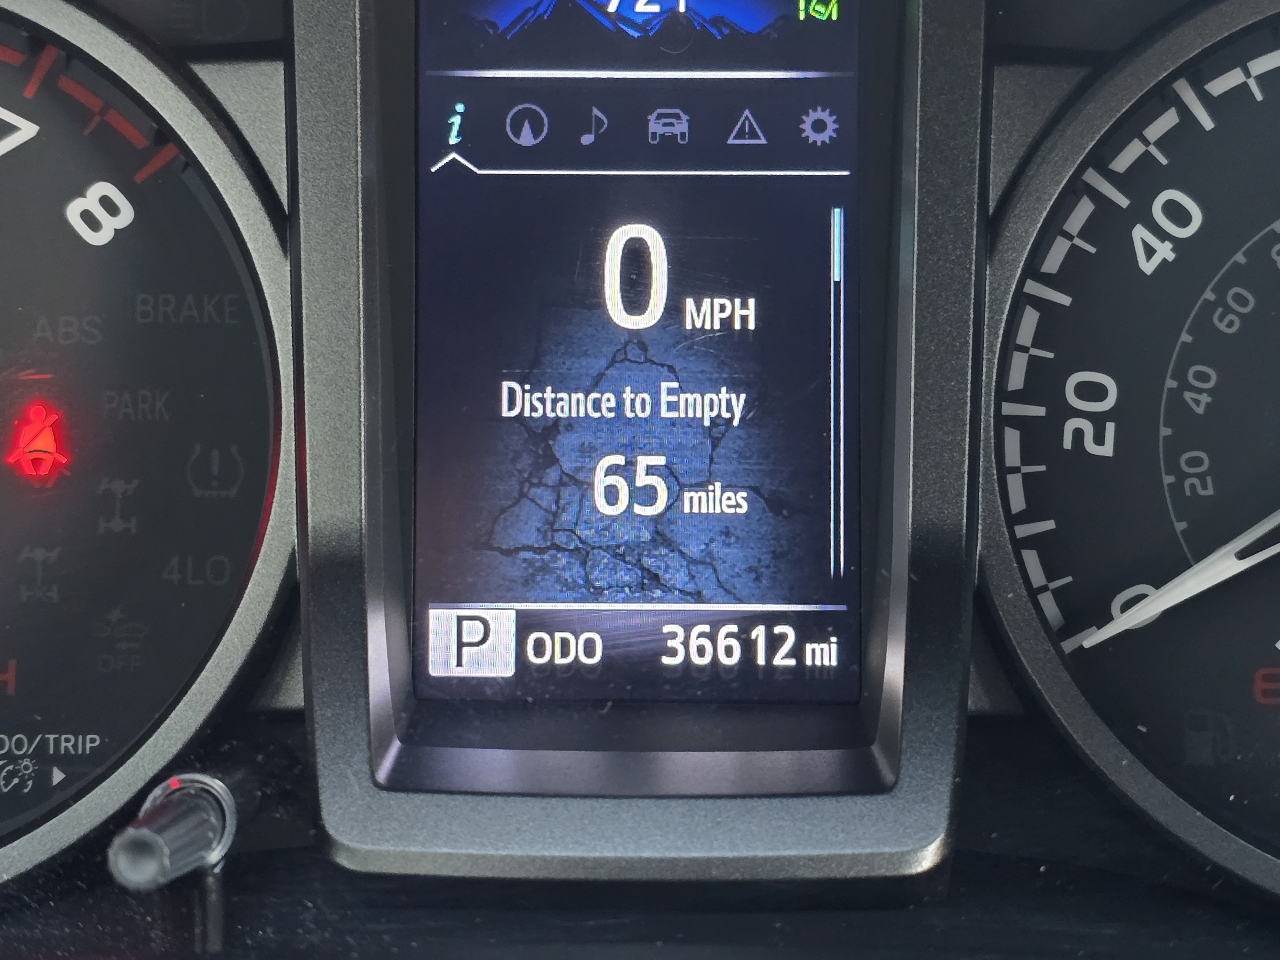 8
BRAKE
ABS
PARK
4LO
0 MPH
Distance to Empty
65 miles
P ODO 36612 mi
OFF
H
DO/TRIP
40
20
0
60
40
20
E